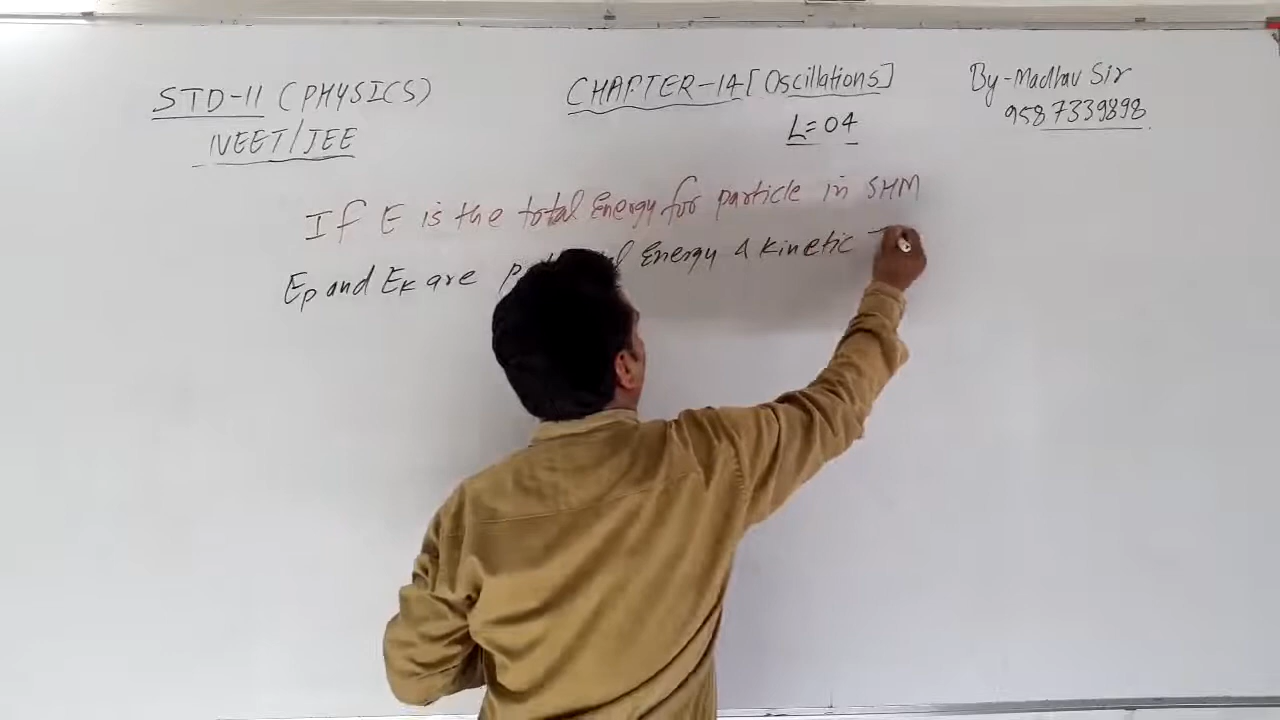 STD-11 (PHYSICS)
NEET/JEE
CHAPTER-14 [Oscillations]
L=04
By-Madhav Sir
9587339898
If E is the total Energy for particle in SHM
Ep and EK are Energy & kinetic